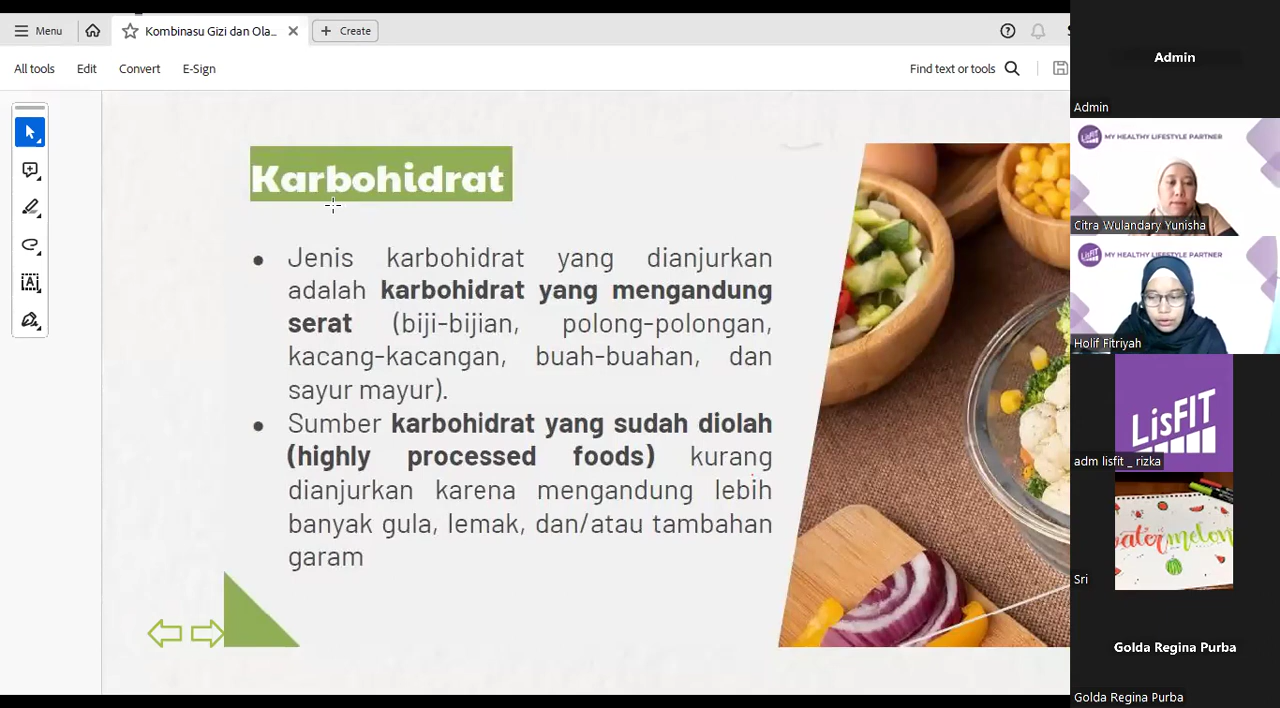 Menu
Kombinasu Gizi dan Ola...
Create
All tools
Edit
Convert
E-Sign
Find text or tools
Karbohidrat
• Jenis karbohidrat yang dianjurkan
adalah karbohidrat yang mengandung
serat (biji-bijian, polong-polongan,
kacang-kacangan, buah-buahan, dan
sayur mayur).
• Sumber karbohidrat yang sudah diolah
(highly processed foods) kurang
dianjurkan karena mengandung lebih
banyak gula, lemak, dan/atau tambahan
garam
Admin
Admin
LisFIT
MY HEALTHY LIFESTYLE PARTNER
Citra Wulandary Yunisha
LisFIT
MY HEALTHY LIFESTYLE PARTNER
Holif Fitriyah
LisFIT
adm lisfit _ rizka
watermelon
Sri
Golda Regina Purba
Golda Regina Purba